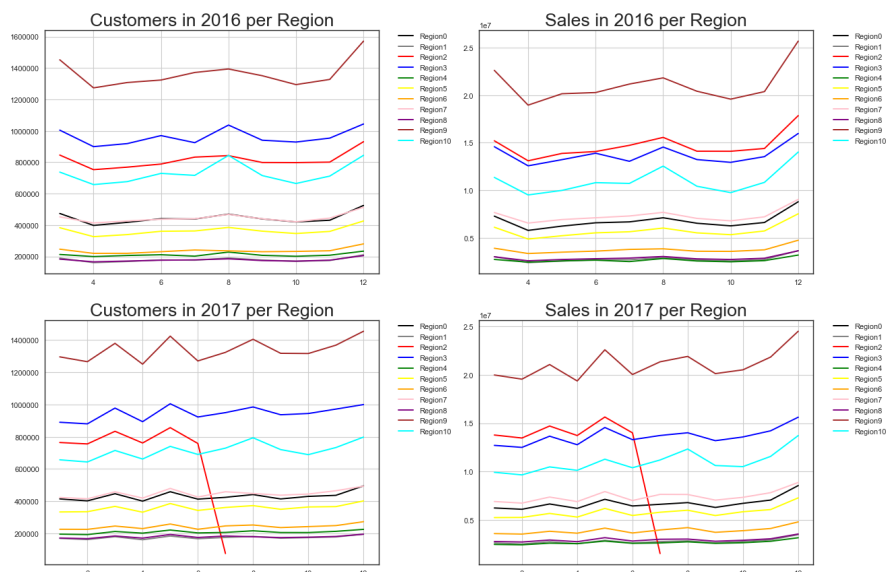 Customers in 2016 per Region
1600000
1400000
1200000
1000000
800000
600000
400000
200000
4
6
8
10
12
Region0
Region1
Region2
Region3
Region4
Region5
Region6
Region7
Region8
Region9
Region10
Sales in 2016 per Region
1e7
2.5
2.0
1.5
1.0
0.5
4
6
8
10
12
Region0
Region1
Region2
Region3
Region4
Region5
Region6
Region7
Region8
Region9
Region10
Customers in 2017 per Region
1400000
1200000
1000000
800000
600000
400000
200000
Region0
Region1
Region2
Region3
Region4
Region5
Region6
Region7
Region8
Region9
Region10
Sales in 2017 per Region
1e7
2.5
2.0
1.5
1.0
0.5
Region0
Region1
Region2
Region3
Region4
Region5
Region6
Region7
Region8
Region9
Region10